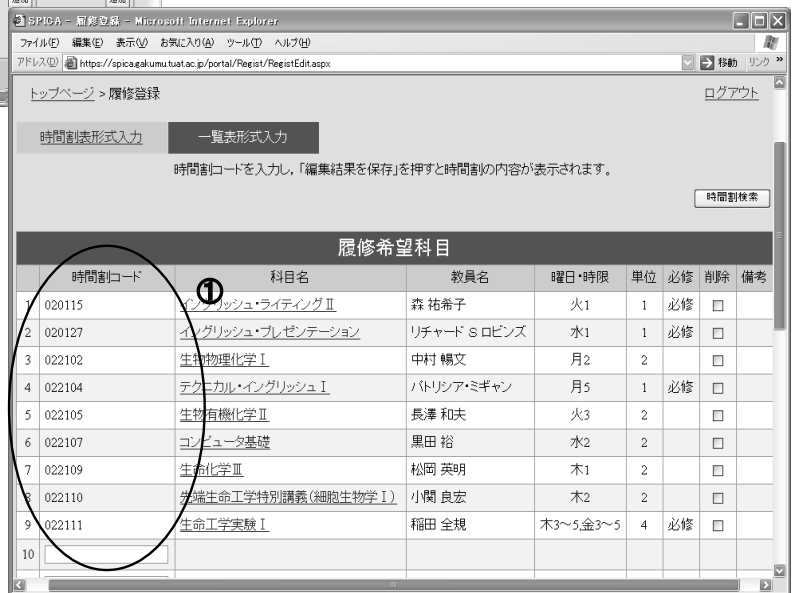 SPICA - 履修登録 - Microsoft Internet Explorer
ファイル(F) 編集(E) 表示(V) お気に入り(A) ツール(T) ヘルプ(H)
アドレス(D) https://spica.gakumu.tuat.ac.jp/portal/Regist/RegistEdit.aspx 移動 リンク »
トップページ > 履修登録 ログアウト
時間割表形式入力 一覧表形式入力
時間割コードを入力し，「編集結果を保存」を押すと時間割の内容が表示されます。
時間割検索
履修希望科目
時間割コード ① 科目名 教員名 曜日・時限 単位 必修 削除 備考
1 020115 イングリッシュ・ライティングⅡ 森 祐希子 火1 1 必修
2 020127 イングリッシュ・プレゼンテーション リチャード S ロビンズ 水1 1 必修
3 022102 生物物理化学Ⅰ 中村 暢文 月2 2
4 022104 テクニカル・イングリッシュⅠ パトリシア・ミギャン 月5 1 必修
5 022105 生物有機化学Ⅱ 長澤 和夫 火3 2
6 022107 コンピュータ基礎 黒田 裕 水2 2
7 022109 生命化学Ⅲ 松岡 英明 木1 2
8 022110 先端生命工学特別講義(細胞生物学Ⅰ) 小関 良宏 木2 2
9 022111 生命工学実験Ⅰ 稲田 全規 木3～5,金3～5 4 必修
10